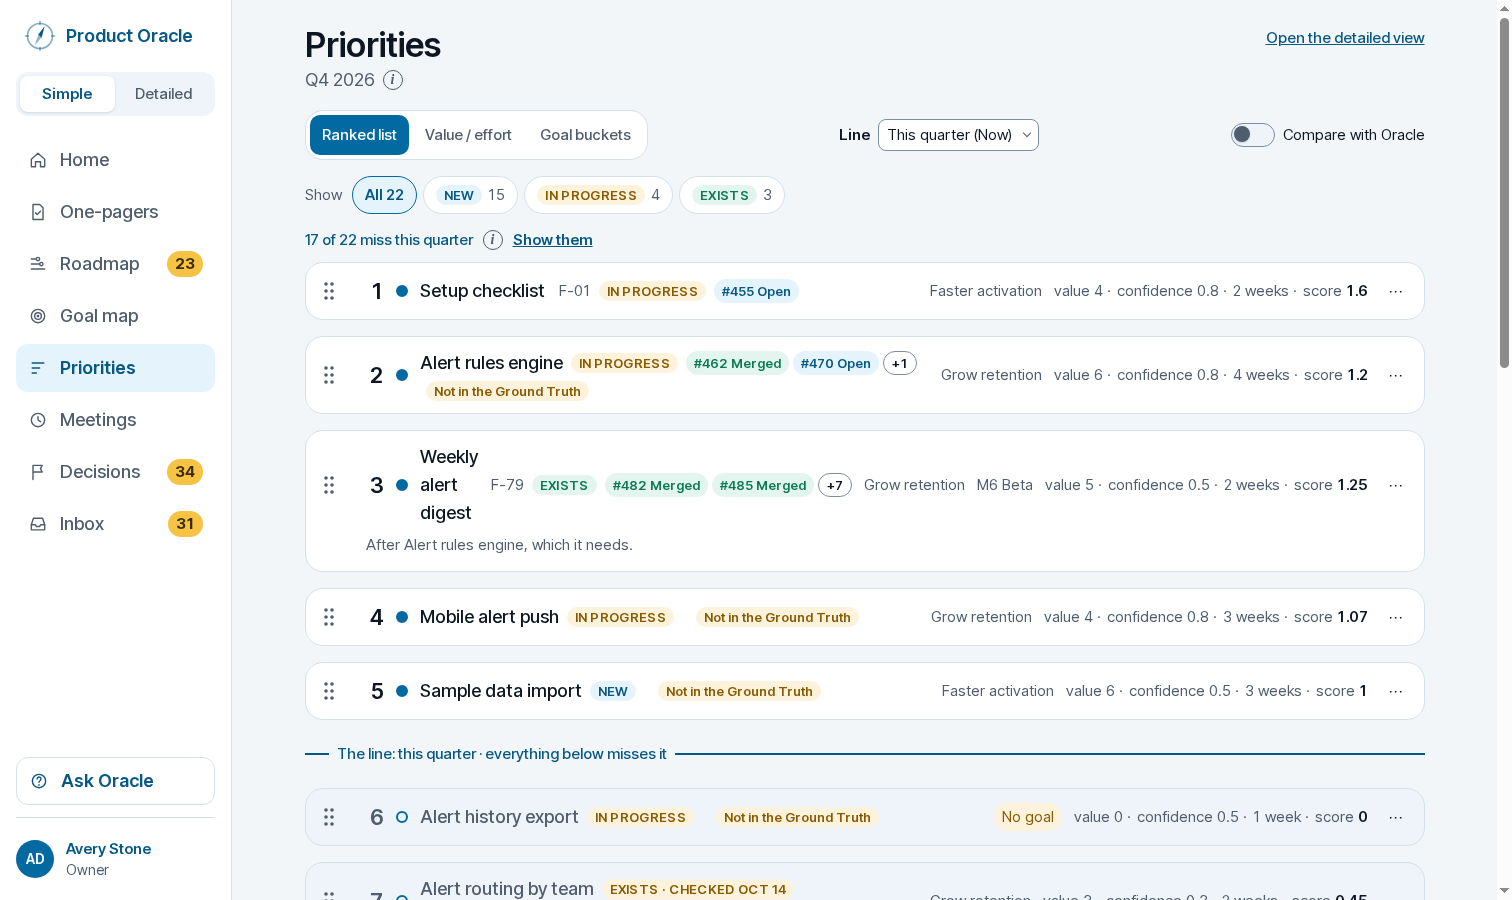 Product Oracle
Simple
Detailed
Home
One-pagers
Roadmap 23
Goal map
Priorities
Meetings
Decisions 34
Inbox 31
Ask Oracle
AD
Avery Stone
Owner
Priorities
Open the detailed view
Q4 2026 i
Ranked list
Value / effort
Goal buckets
Line This quarter (Now)
Compare with Oracle
Show All 22 NEW 15 IN PROGRESS 4 EXISTS 3
17 of 22 miss this quarter i Show them
1 Setup checklist F-01 IN PROGRESS #455 Open Faster activation value 4 · confidence 0.8 · 2 weeks · score 1.6 ...
2 Alert rules engine IN PROGRESS #462 Merged #470 Open +1 Grow retention value 6 · confidence 0.8 · 4 weeks · score 1.2 ...
Not in the Ground Truth
3 Weekly alert digest F-79 EXISTS #482 Merged #485 Merged +7 Grow retention M6 Beta value 5 · confidence 0.5 · 2 weeks · score 1.25 ...
After Alert rules engine, which it needs.
4 Mobile alert push IN PROGRESS Not in the Ground Truth Grow retention value 4 · confidence 0.8 · 3 weeks · score 1.07 ...
5 Sample data import NEW Not in the Ground Truth Faster activation value 6 · confidence 0.5 · 3 weeks · score 1 ...
The line: this quarter · everything below misses it
6 Alert history export IN PROGRESS Not in the Ground Truth No goal value 0 · confidence 0.5 · 1 week · score 0 ...
Alert routing by team EXISTS · CHECKED OCT 14